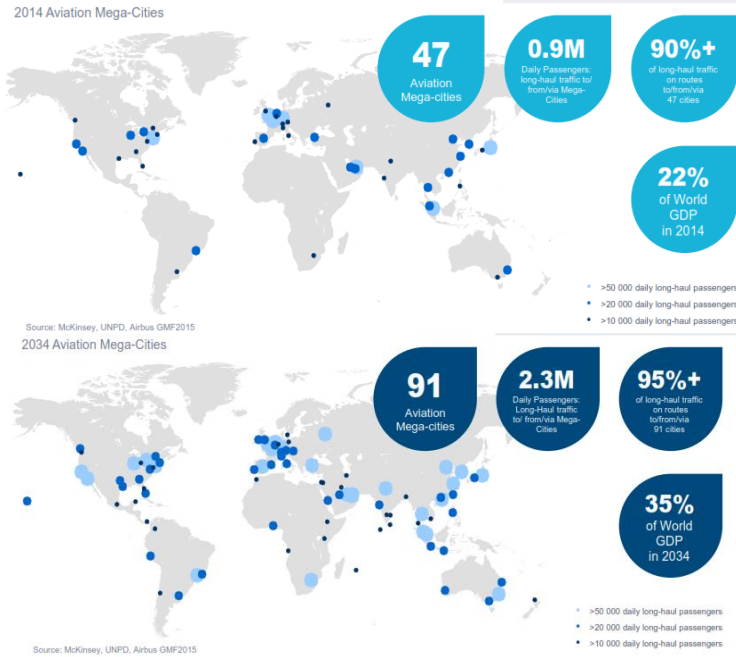 2014 Aviation Mega-Cities
47
Aviation
Mega-cities
0.9M
Daily Passengers:
long-haul traffic to/
from/via Mega-
Cities
90%+
of long-haul traffic
on routes
to/from/via
47 cities
22%
of World
GDP
in 2014
>50 000 daily long-haul passengers
>20 000 daily long-haul passengers
>10 000 daily long-haul passengers
Source: McKinsey, UNPD, Airbus GMF2015
2034 Aviation Mega-Cities
91
Aviation
Mega-cities
2.3M
Daily Passengers:
Long-Haul traffic
to/ from/via Mega-
Cities
95%+
of long-haul traffic
on routes
to/from/via
91 cities
35%
of World
GDP
in 2034
>50 000 daily long-haul passengers
>20 000 daily long-haul passengers
>10 000 daily long-haul passengers
Source: McKinsey, UNPD, Airbus GMF2015